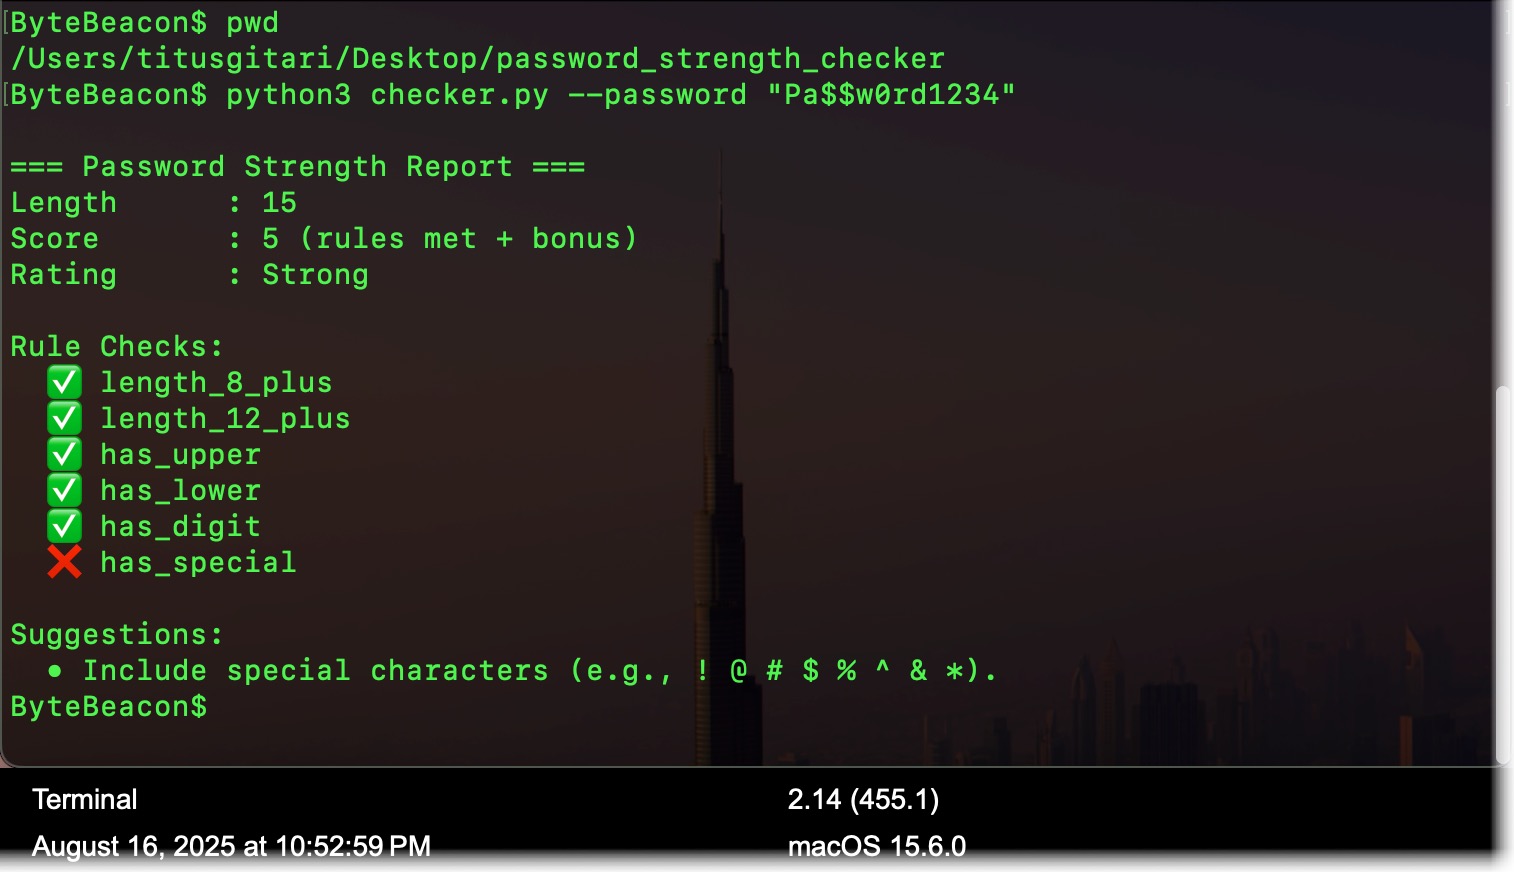 [ByteBeacon$ pwd
/Users/titusgitari/Desktop/password_strength_checker
[ByteBeacon$ python3 checker.py --password "Pa$$w0rd1234"

=== Password Strength Report ===
Length      : 15
Score       : 5 (rules met + bonus)
Rating      : Strong

Rule Checks:
  ✅ length_8_plus
  ✅ length_12_plus
  ✅ has_upper
  ✅ has_lower
  ✅ has_digit
  ❌ has_special

Suggestions:
  • Include special characters (e.g., ! @ # $ % ^ & *).
ByteBeacon$
Terminal
2.14 (455.1)
August 16, 2025 at 10:52:59 PM
macOS 15.6.0